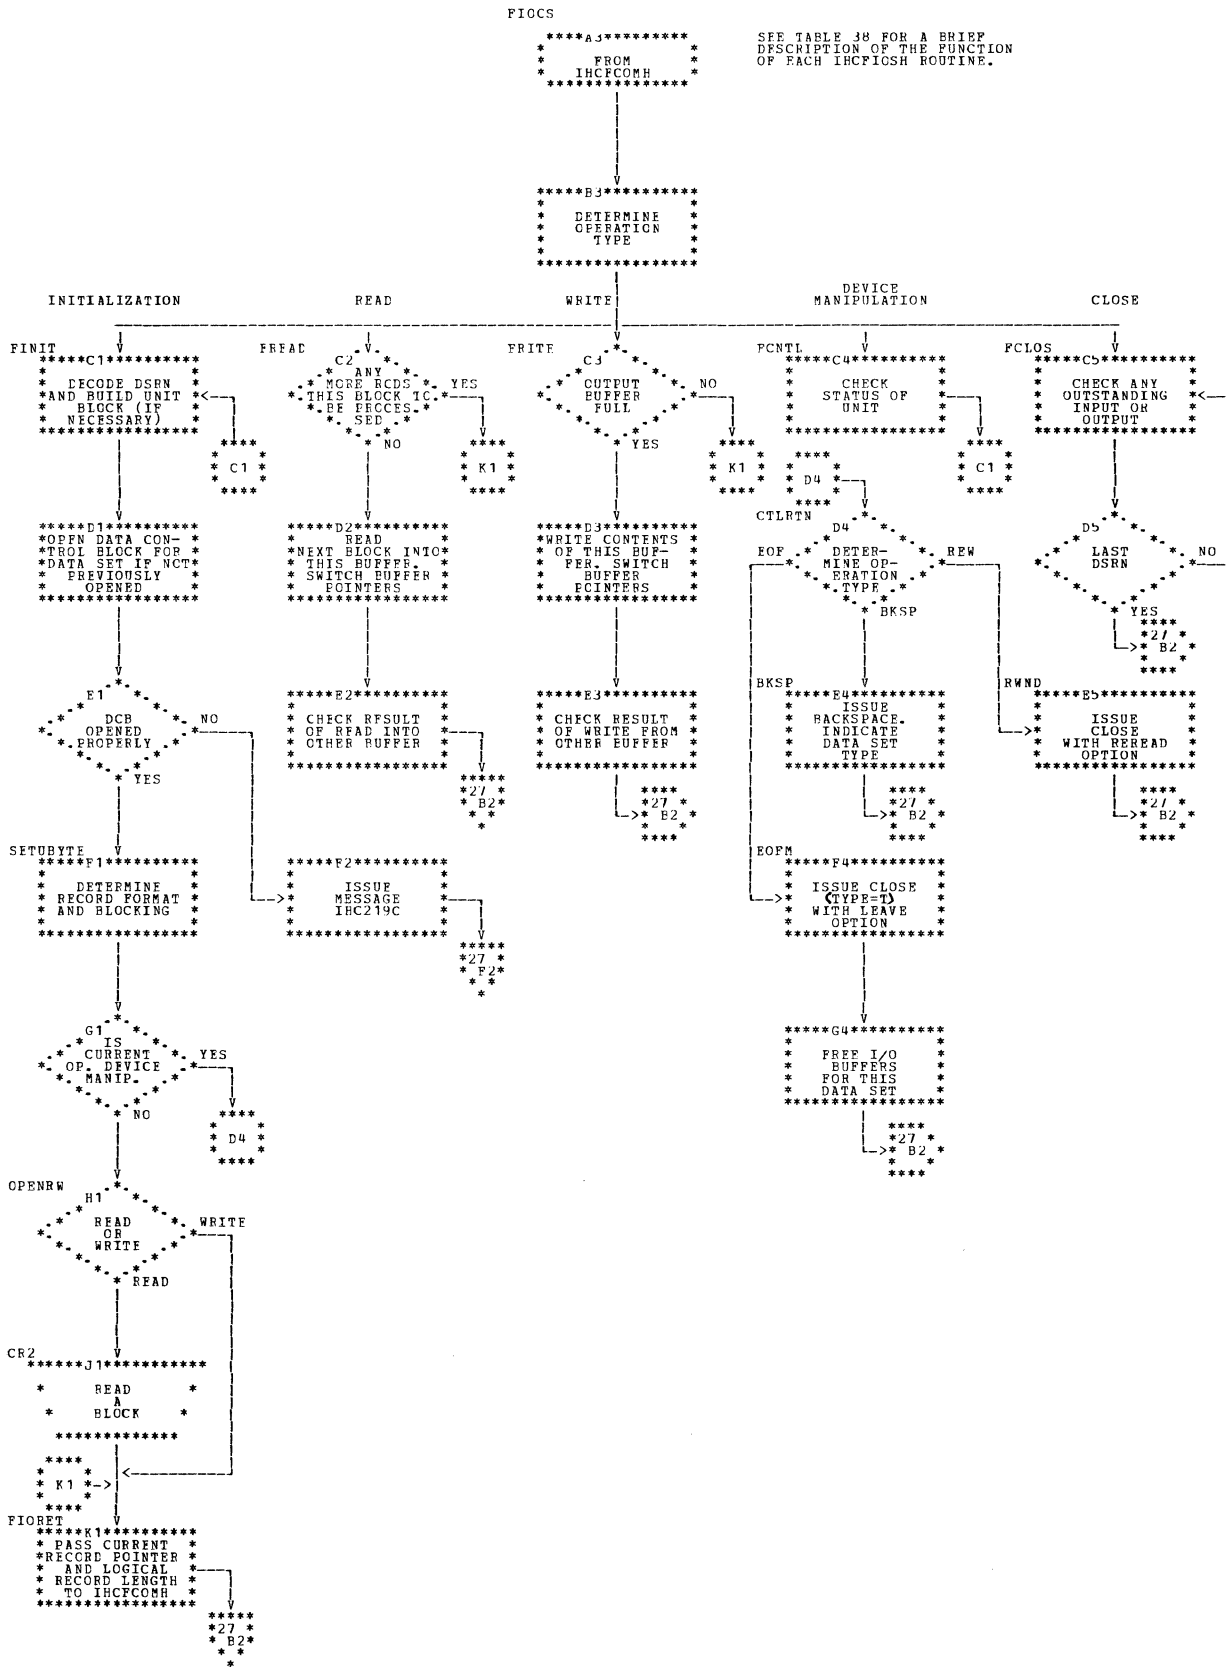 FIOCS
A3
FROM
IHCFCOMH
SEE TABLE 38 FOR A BRIEF
DESCRIPTION OF THE FUNCTION
OF EACH IHCFIOSH ROUTINE.
B3
DETERMINE
OPERATION
TYPE
INITIALIZATION
READ
WRITE
DEVICE
MANIPULATION
CLOSE
FINIT
C1
DECODE DSRN
AND BUILD UNIT
BLOCK (IF
NECESSARY)
C1
FREAD
C2
ANY
MORE RCDS
THIS BLOCK TO
BE PROCES
SED
YES
NO
K1
FRITE
C3
OUTPUT
BUFFER
FULL
NO
YES
K1
FCNTL
C4
CHECK
STATUS OF
UNIT
C1
FCLOS
C5
CHECK ANY
OUTSTANDING
INPUT OR
OUTPUT
D1
OPEN DATA CON-
TROL BLOCK FOR
DATA SET IF NOT
PREVIOUSLY
OPENED
D2
READ
NEXT BLOCK INTO
THIS BUFFER.
SWITCH BUFFER
POINTERS
D3
WRITE CONTENTS
OF THIS BUF-
FER. SWITCH
BUFFER
POINTERS
D4
CTLRTN
D4
DETER-
MINE OP-
ERATION
TYPE
EOF
REW
BKSP
D5
LAST
DSRN
NO
YES
27
B2
E1
DCB
OPENED
PROPERLY
NO
YES
E2
CHECK RESULT
OF READ INTO
OTHER BUFFER
27
B2
E3
CHECK RESULT
OF WRITE FROM
OTHER BUFFER
27
B2
BKSP
E4
ISSUE
BACKSPACE.
INDICATE
DATA SET
TYPE
27
B2
RWND
E5
ISSUE
CLOSE
WITH REREAD
OPTION
27
B2
SETUBYTE
F1
DETERMINE
RECORD FORMAT
AND BLOCKING
F2
ISSUE
MESSAGE
IHC219C
27
F2
EOFM
F4
ISSUE CLOSE
(TYPE=T)
WITH LEAVE
OPTION
G1
IS
CURRENT
OP. DEVICE
MANIP.
YES
NO
D4
G4
FREE I/O
BUFFERS
FOR THIS
DATA SET
27
B2
OPENRW
H1
READ
OR
WRITE
WRITE
READ
CR2
J1
READ
A
BLOCK
K1
FIORET
K1
PASS CURRENT
RECORD POINTER
AND LOGICAL
RECORD LENGTH
TO IHCFCOMH
27
B2